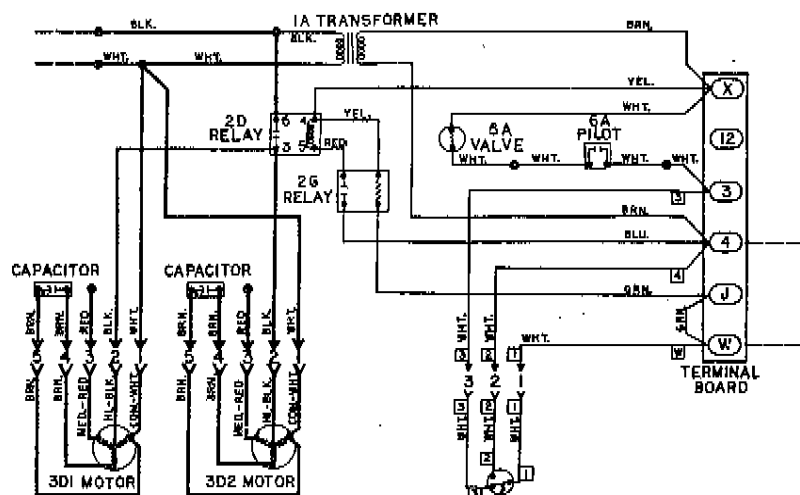 BLK.
1A TRANSFORMER
BLK.
BRN.
WHT.
WHT.
YEL.
X
WHT.
2D
RELAY
6
4
YEL.
3
5
RED
6A
VALVE
6A
PILOT
12
WHT.
WHT.
WHT.
WHT.
3
3
2G
RELAY
BRN.
BLU.
4
4
CAPACITOR
CAPACITOR
BRN.
BRN.
RED
BLK.
WHT.
BRN.
BRN.
RED
BLK.
WHT.
GRN.
J
GRN.
WHT.
WHT.
WHT.
W
W
3
2
1
3
2
1
TERMINAL
BOARD
BRN.
BRN.
MED.-RED
HI-BLK.
COM-WHT.
BRN.
BRN.
MED.-RED
HI-BLK.
COM-WHT.
3
2
1
WHT.
WHT.
WHT.
2
1
3D1 MOTOR
3D2 MOTOR